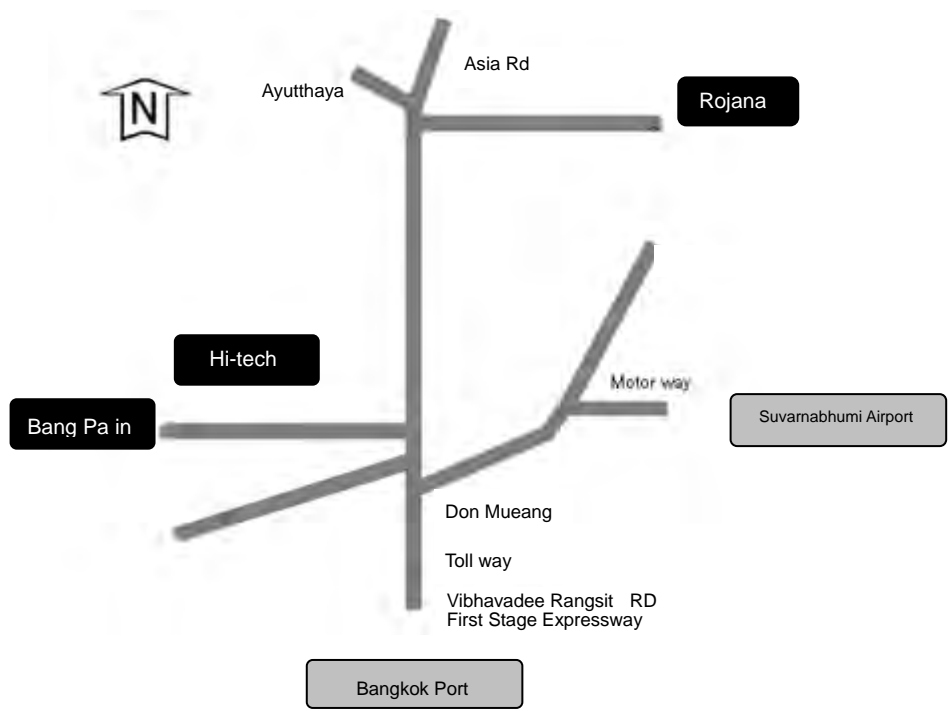 Asia Rd
Ayutthaya
Rojana
N
Hi-tech
Motor way
Bang Pa in
Suvarnabhumi Airport
Don Mueang
Toll way
Vibhavadee Rangsit RD
First Stage Expressway
Bangkok Port